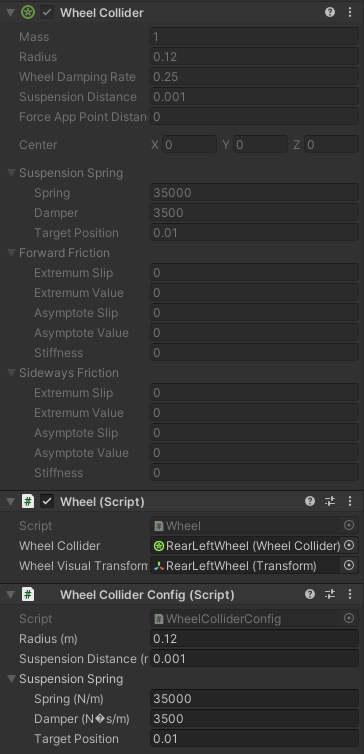 Wheel Collider
Mass 1
Radius 0.12
Wheel Damping Rate 0.25
Suspension Distance 0.001
Force App Point Distan 0
Center X 0 Y 0 Z 0
Suspension Spring
Spring 35000
Damper 3500
Target Position 0.01
Forward Friction
Extremum Slip 0
Extremum Value 0
Asymptote Slip 0
Asymptote Value 0
Stiffness 0
Sideways Friction
Extremum Slip 0
Extremum Value 0
Asymptote Slip 0
Asymptote Value 0
Stiffness 0
# Wheel (Script)
Script # Wheel
Wheel Collider RearLeftWheel (Wheel Collider)
Wheel Visual Transform RearLeftWheel (Transform)
# Wheel Collider Config (Script)
Script # WheelColliderConfig
Radius (m) 0.12
Suspension Distance (r 0.001
Suspension Spring
Spring (N/m) 35000
Damper (N�s/m) 3500
Target Position 0.01